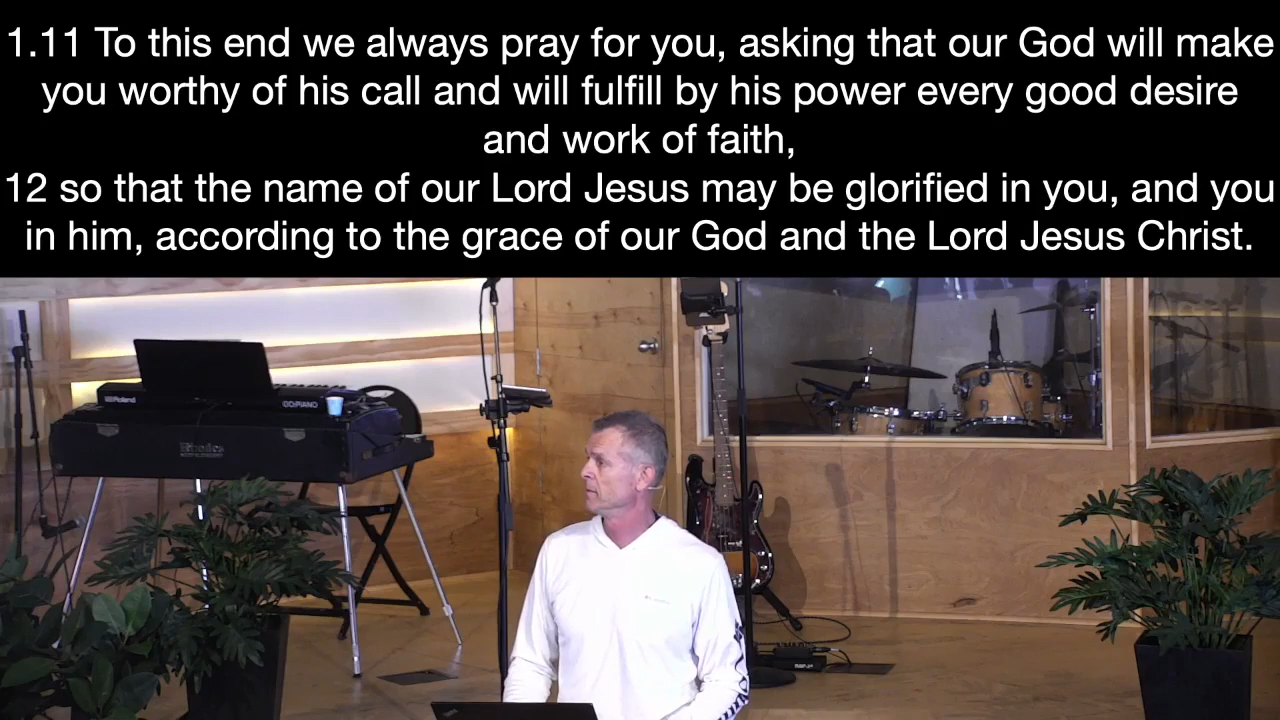 1.11 To this end we always pray for you, asking that our God will make
you worthy of his call and will fulfill by his power every good desire
and work of faith,
12 so that the name of our Lord Jesus may be glorified in you, and you
in him, according to the grace of our God and the Lord Jesus Christ.
Roland
GO:PIANO
Rhodes